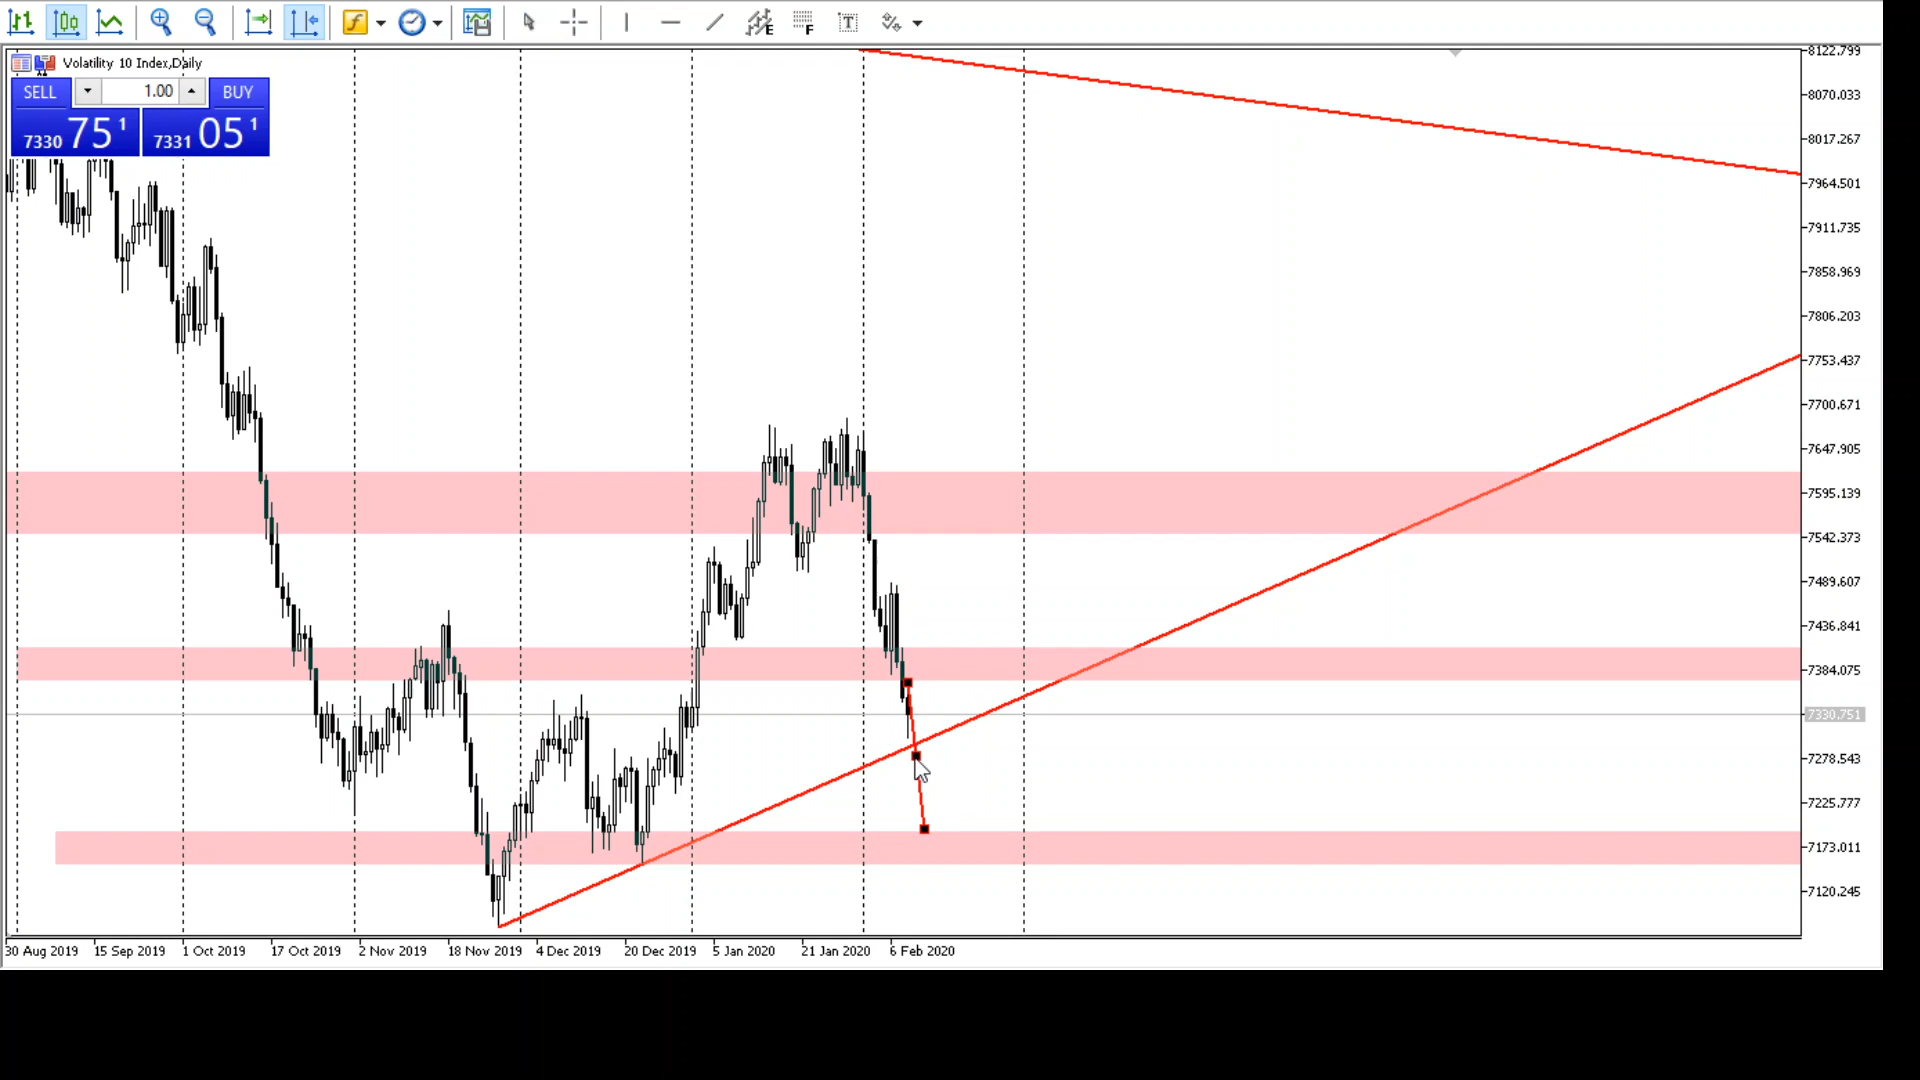 E
F
T
f
Volatility 10 Index,Daily
SELL
1.00
BUY
7330 75 1
7331 05 1
8122.799
8070.033
8017.267
7964.501
7911.735
7858.969
7806.203
7753.437
7700.671
7647.905
7595.139
7542.373
7489.607
7436.841
7384.075
7330.751
7278.543
7225.777
7173.011
7120.245
30 Aug 2019
15 Sep 2019
1 Oct 2019
17 Oct 2019
2 Nov 2019
18 Nov 2019
4 Dec 2019
20 Dec 2019
5 Jan 2020
21 Jan 2020
6 Feb 2020